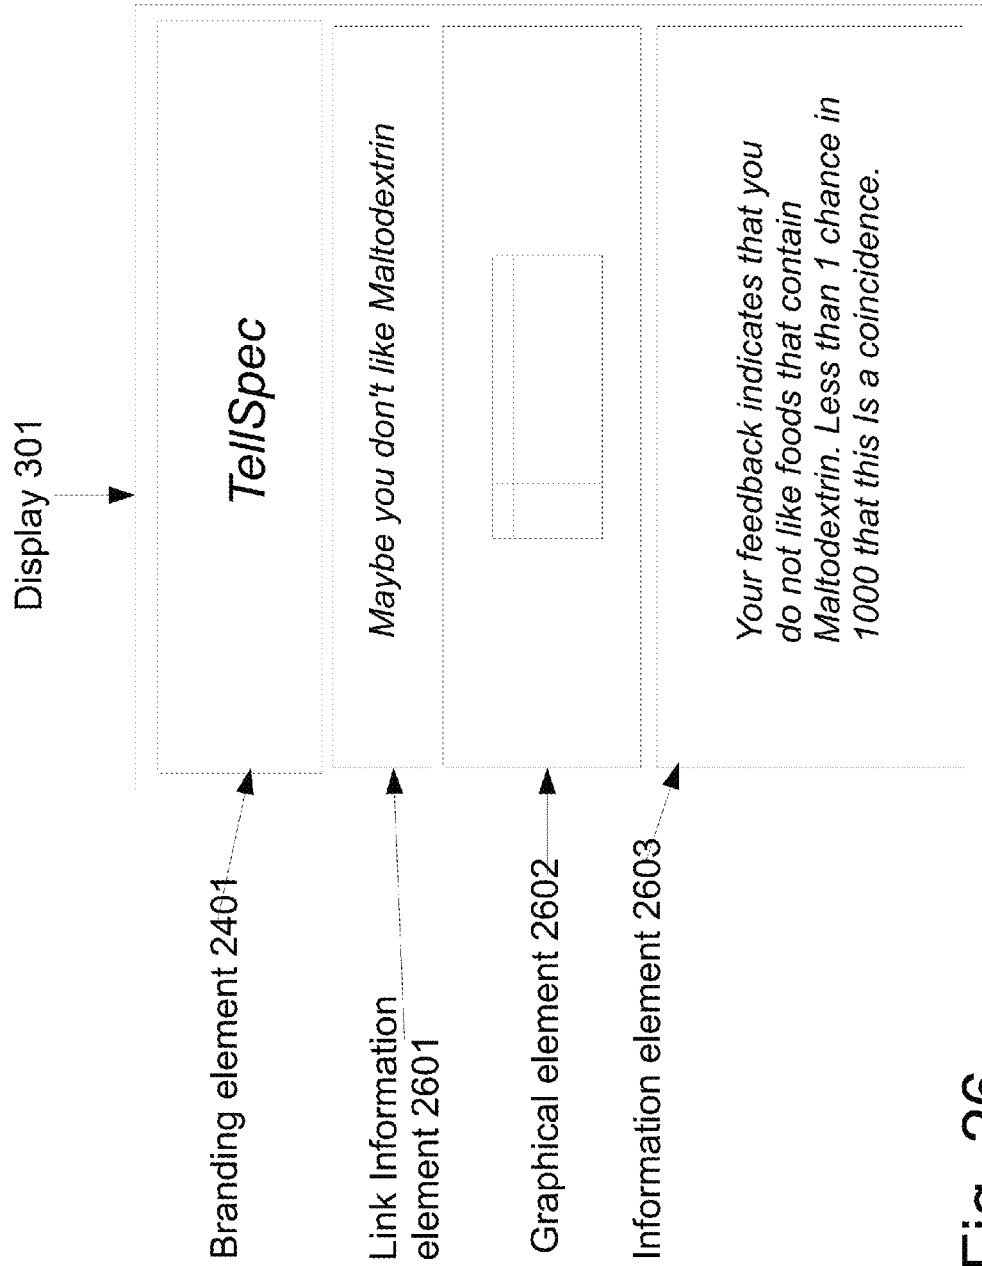 Display 301
Branding element 2401
TellSpec
Link Information
element 2601
Maybe you don't like Maltodextrin
Graphical element 2602
Information element 2603
Your feedback indicates that you
do not like foods that contain
Maltodextrin. Less than 1 chance in
1000 that this Is a coincidence.
Fig. 26